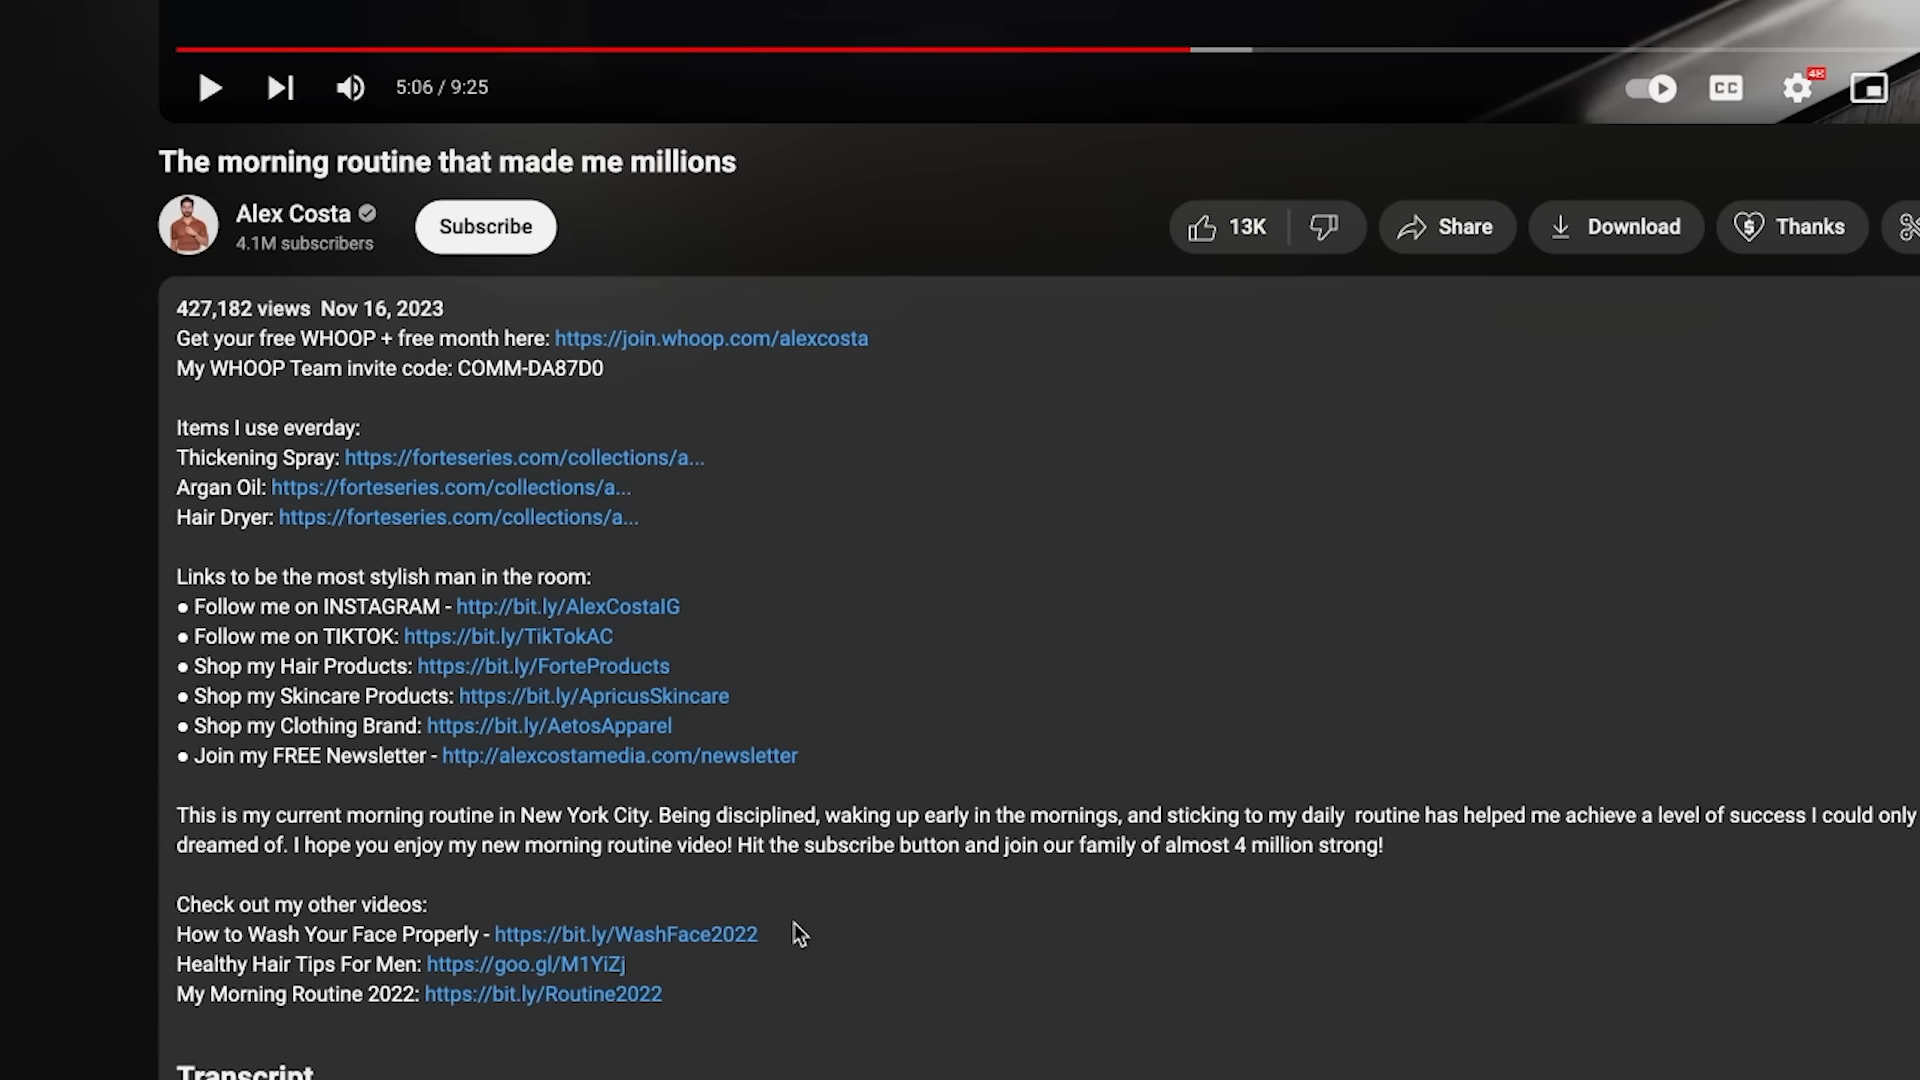 5:06 / 9:25
CC
4K
The morning routine that made me millions
Alex Costa
4.1M subscribers
Subscribe
13K
Share
Download
Thanks
427,182 views Nov 16, 2023
Get your free WHOOP + free month here: https://join.whoop.com/alexcosta
My WHOOP Team invite code: COMM-DA87D0
Items I use everday:
Thickening Spray: https://forteseries.com/collections/a...
Argan Oil: https://forteseries.com/collections/a...
Hair Dryer: https://forteseries.com/collections/a...
Links to be the most stylish man in the room:
● Follow me on INSTAGRAM - http://bit.ly/AlexCostaIG
● Follow me on TIKTOK: https://bit.ly/TikTokAC
● Shop my Hair Products: https://bit.ly/ForteProducts
● Shop my Skincare Products: https://bit.ly/ApricusSkincare
● Shop my Clothing Brand: https://bit.ly/AetosApparel
● Join my FREE Newsletter - http://alexcostamedia.com/newsletter
This is my current morning routine in New York City. Being disciplined, waking up early in the mornings, and sticking to my daily routine has helped me achieve a level of success I could only
dreamed of. I hope you enjoy my new morning routine video! Hit the subscribe button and join our family of almost 4 million strong!
Check out my other videos:
How to Wash Your Face Properly - https://bit.ly/WashFace2022
Healthy Hair Tips For Men: https://goo.gl/M1YiZj
My Morning Routine 2022: https://bit.ly/Routine2022
Transcript